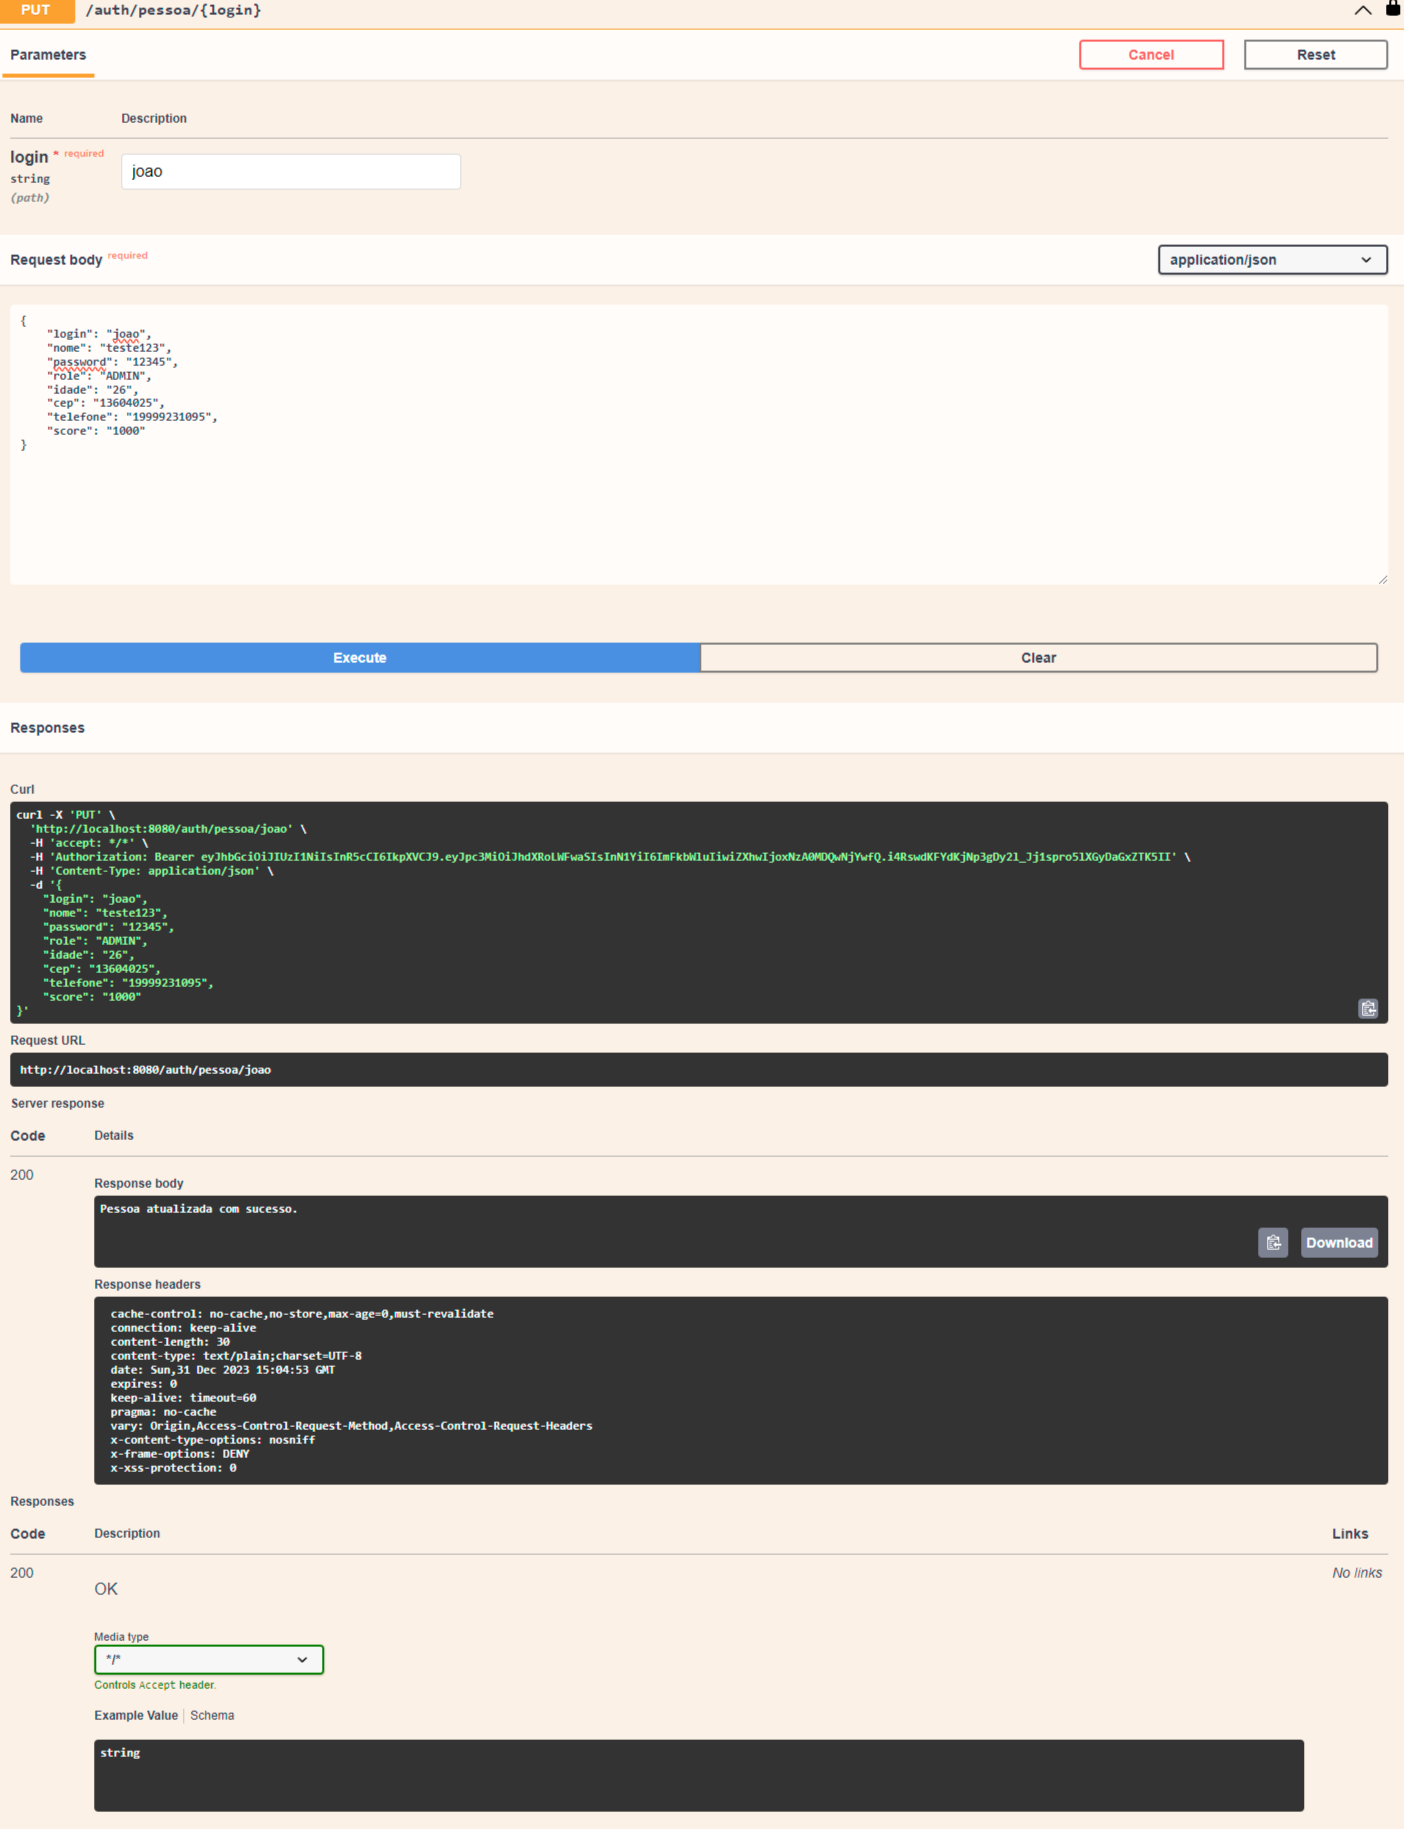 PUT /auth/pessoa/{login}
Parameters Cancel Reset
Name Description
login * required
string
(path)
joao
Request body required application/json
{
"login": "joao",
"nome": "teste123",
"password": "12345",
"role": "ADMIN",
"idade": "26",
"cep": "13604025",
"telefone": "19999231095",
"score": "1000"
}
Execute Clear
Responses
Curl
curl -X 'PUT' \
'http://localhost:8080/auth/pessoa/joao' \
-H 'accept: */*' \
-H 'Authorization: Bearer \
-H 'Content-Type: application/json' \
-d '{
"login": "joao",
"nome": "teste123",
"password": "12345",
"role": "ADMIN",
"idade": "26",
"cep": "13604025",
"telefone": "19999231095",
"score": "1000"
}'
Request URL
http://localhost:8080/auth/pessoa/joao
Server response
Code Details
200
Response body
Pessoa atualizada com sucesso.
Download
Response headers
cache-control: no-cache,no-store,max-age=0,must-revalidate
connection: keep-alive
content-length: 30
content-type: text/plain;charset=UTF-8
date: Sun,31 Dec 2023 15:04:53 GMT
expires: 0
keep-alive: timeout=60
pragma: no-cache
vary: Origin,Access-Control-Request-Method,Access-Control-Request-Headers
x-content-type-options: nosniff
x-frame-options: DENY
x-xss-protection: 0
Responses
Code Description Links
200 OK No links
Media type
*/*
Controls Accept header.
Example Value Schema
string